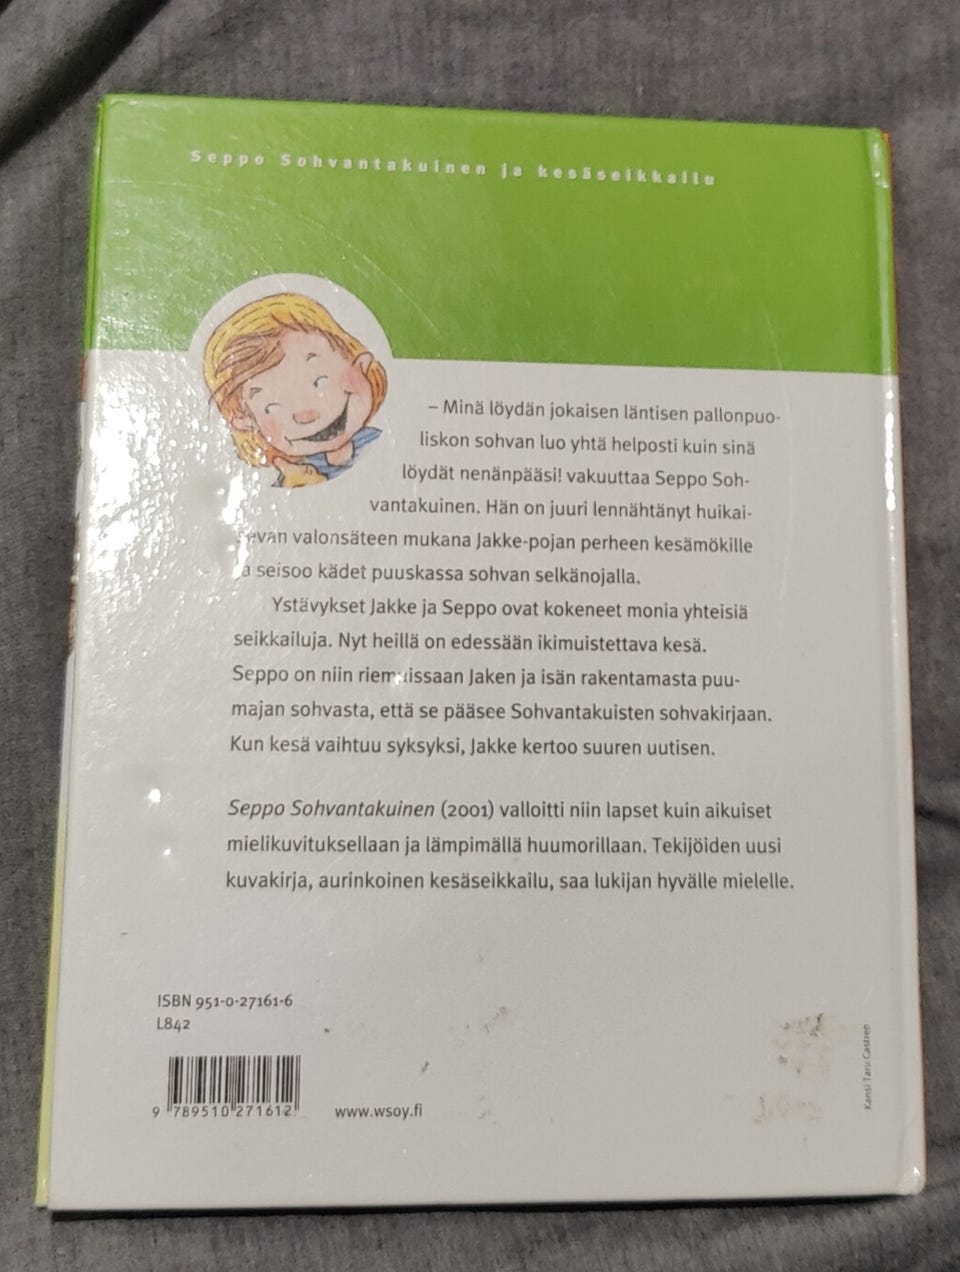 Seppo Sohvantakuinen ja kesäseikkailu
– Minä löydän jokaisen läntisen pallonpuo-
liskon sohvan luo yhtä helposti kuin sinä
löydät nenänpääsi! vakuuttaa Seppo Soh-
vantakuinen. Hän on juuri lennähtänyt huikai-
sevan valonsäteen mukana Jakke-pojan perheen kesämökille
ja seisoo kädet puuskassa sohvan selkänojalla.
Ystävykset Jakke ja Seppo ovat kokeneet monia yhteisiä
seikkailuja. Nyt heillä on edessään ikimuistettava kesä.
Seppo on niin riemuissaan Jaken ja isän rakentamasta puu-
majan sohvasta, että se pääsee Sohvantakuisten sohvakirjaan.
Kun kesä vaihtuu syksyksi, Jakke kertoo suuren uutisen.
Seppo Sohvantakuinen (2001) valloitti niin lapset kuin aikuiset
mielikuvituksellaan ja lämpimällä huumorillaan. Tekijöiden uusi
kuvakirja, aurinkoinen kesäseikkailu, saa lukijan hyvälle mielelle.
ISBN 951-0-27161-6
L842
9 789510 271612
www.wsoy.fi
Kansi Taru Castren